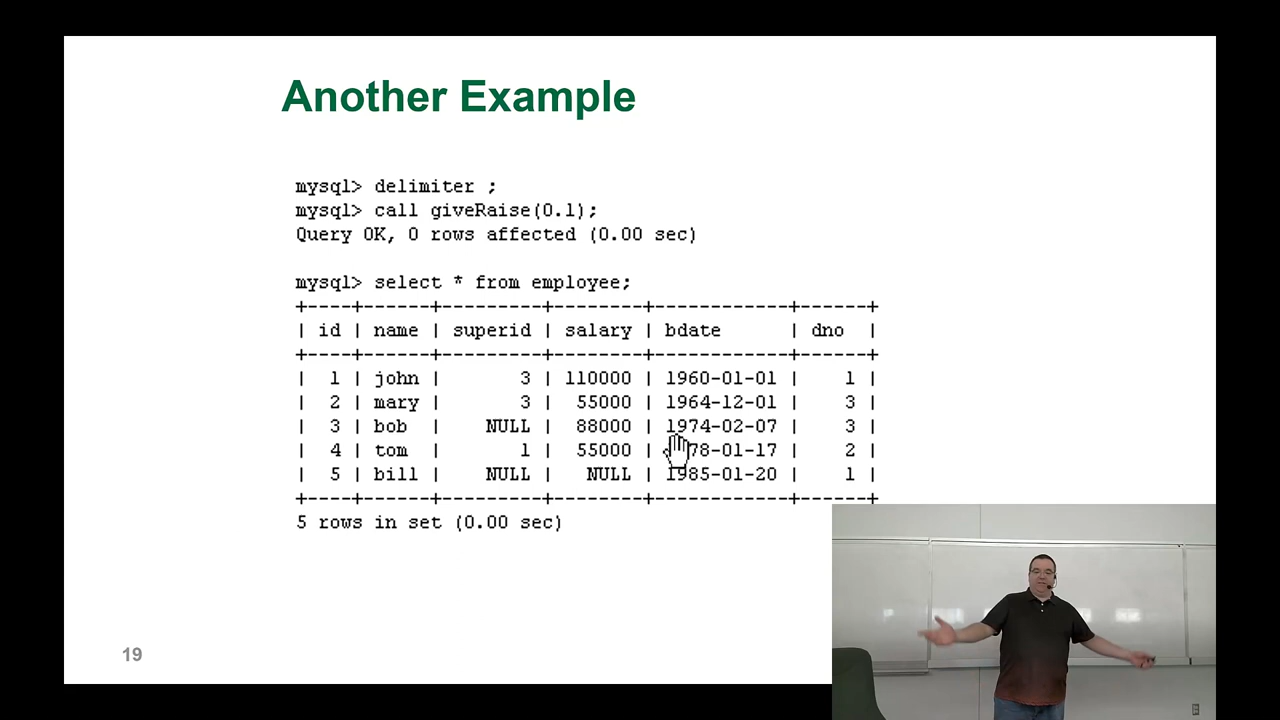 Another Example
mysql> delimiter ;
mysql> call giveRaise(0.1);
Query OK, 0 rows affected (0.00 sec)
mysql> select * from employee;
+----+------+---------+--------+------------+------+
| id | name | superid | salary | bdate | dno |
+----+------+---------+--------+------------+------+
| 1 | john | 3 | 110000 | 1960-01-01 | 1 |
| 2 | mary | 3 | 55000 | 1964-12-01 | 3 |
| 3 | bob | NULL | 88000 | 1974-02-07 | 3 |
| 4 | tom | 1 | 55000 | 78-01-17 | 2 |
| 5 | bill | NULL | NULL | 1985-01-20 | 1 |
+----+------+---------+--------+------------+------+
5 rows in set (0.00 sec)
19